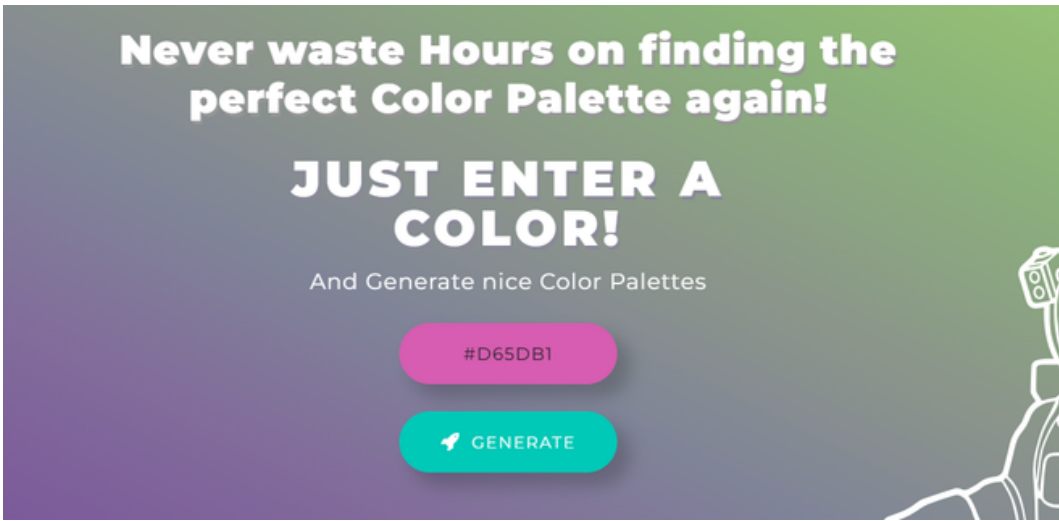 Never waste Hours on finding the
perfect Color Palette again!
JUST ENTER A
COLOR!
And Generate nice Color Palettes
#D65DB1
GENERATE